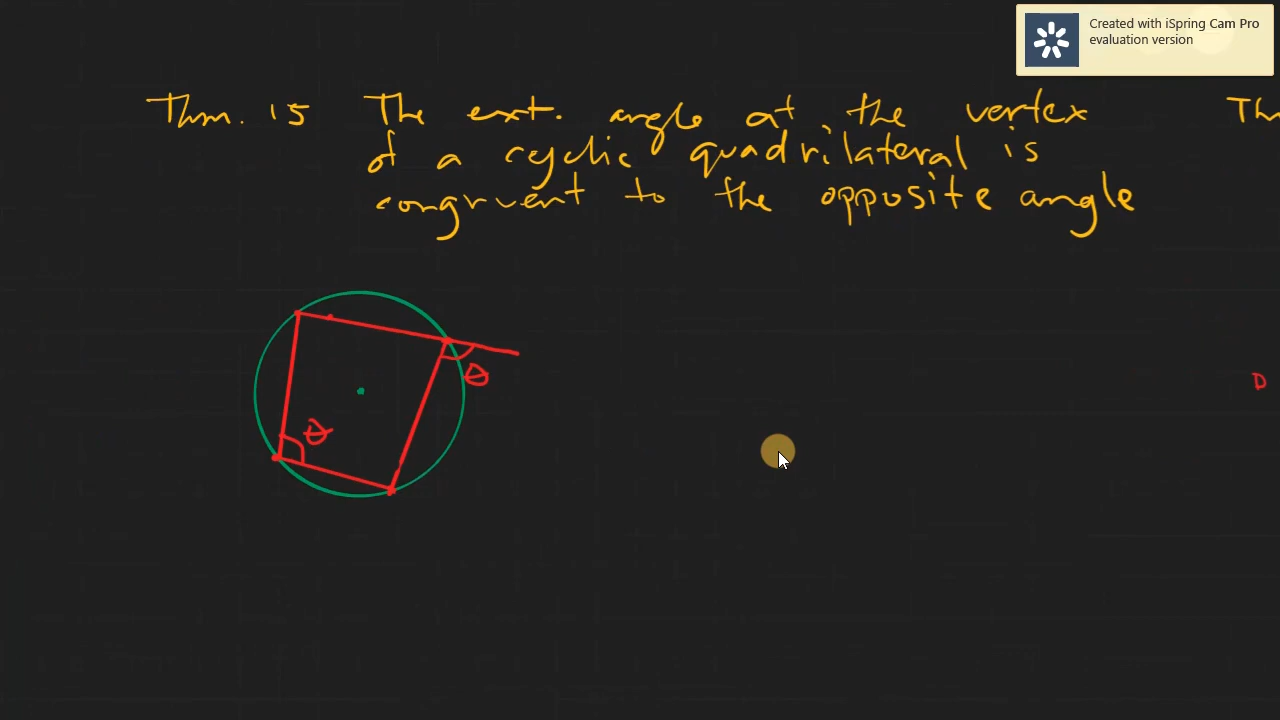 Created with iSpring Cam Pro
evaluation version
Thm. 15 The ext. angle at the vertex
of a cyclic quadrilateral is
congruent to the opposite angle
Th
θ
θ
D